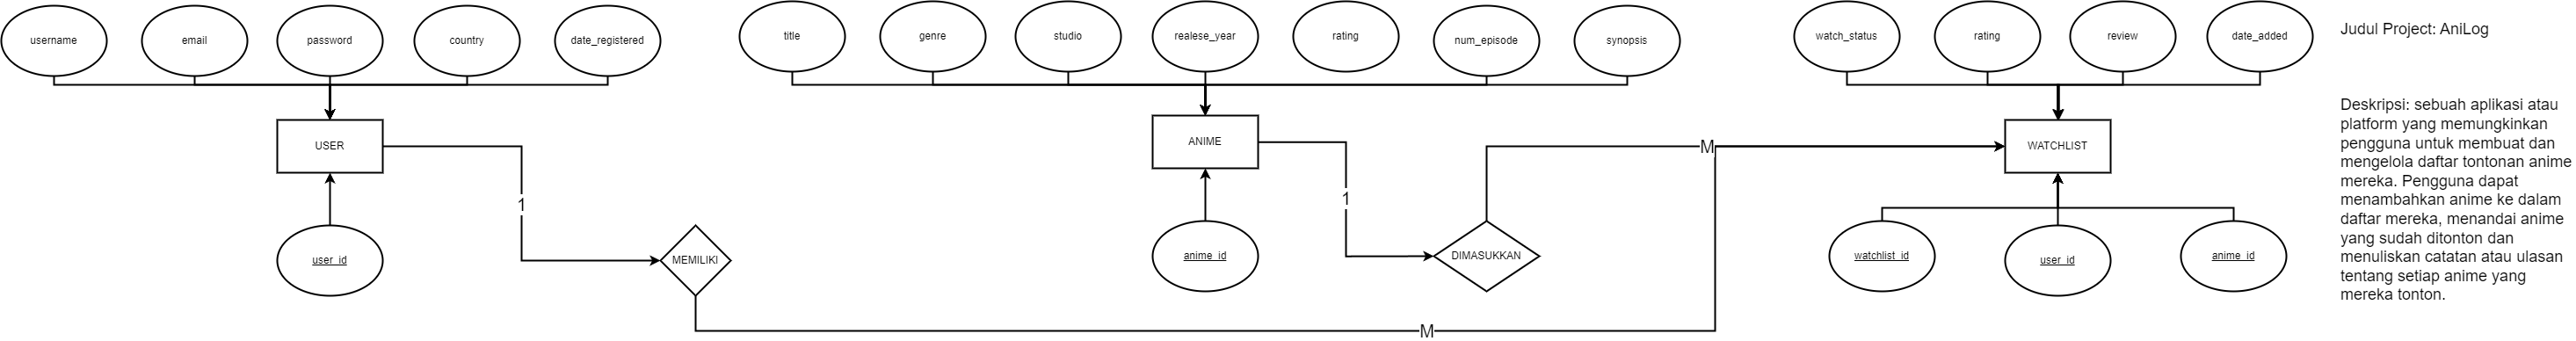 username
email
password
country
date_registered
title
genre
studio
realese_year
rating
num_episode
synopsis
watch_status
rating
review
date_added
Judul Project: AniLog
USER
ANIME
M
WATCHLIST
1
1
user_id
MEMILIKI
anime_id
DIMASUKKAN
watchlist_id
user_id
anime_id
M
Deskripsi: sebuah aplikasi atau
platform yang memungkinkan
pengguna untuk membuat dan
mengelola daftar tontonan anime
mereka. Pengguna dapat
menambahkan anime ke dalam
daftar mereka, menandai anime
yang sudah ditonton dan
menuliskan catatan atau ulasan
tentang setiap anime yang
mereka tonton.